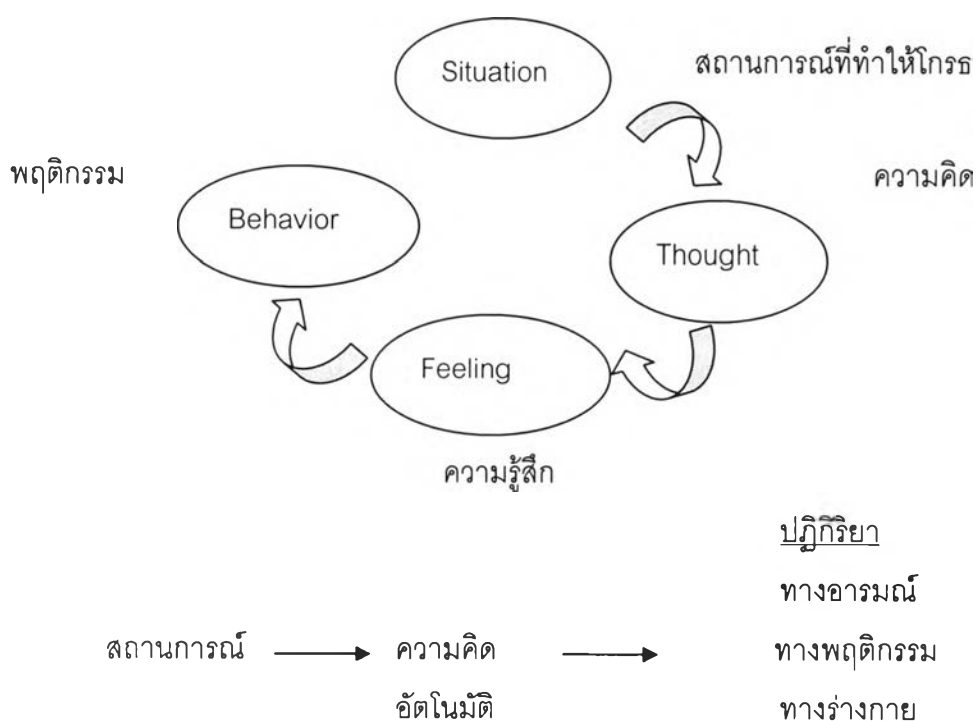 Situation
สถานการณ์ที่ทำให้โกรธ
พฤติกรรม
ความคิด
Behavior
Thought
Feeling
ความรู้สึก
ปฏิกิริยา
ทางอารมณ์
สถานการณ์ ความคิด ทางพฤติกรรม
อัตโนมัติ ทางร่างกาย